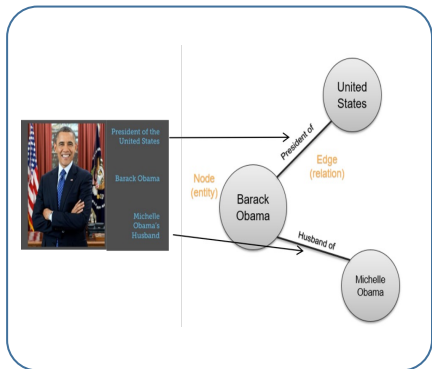 President of the
United States
Barack Obama
Michelle
Obama's
Husband
United
States
President of
Edge
(relation)
Node
(entity)
Barack
Obama
Husband of
Michelle
Obama